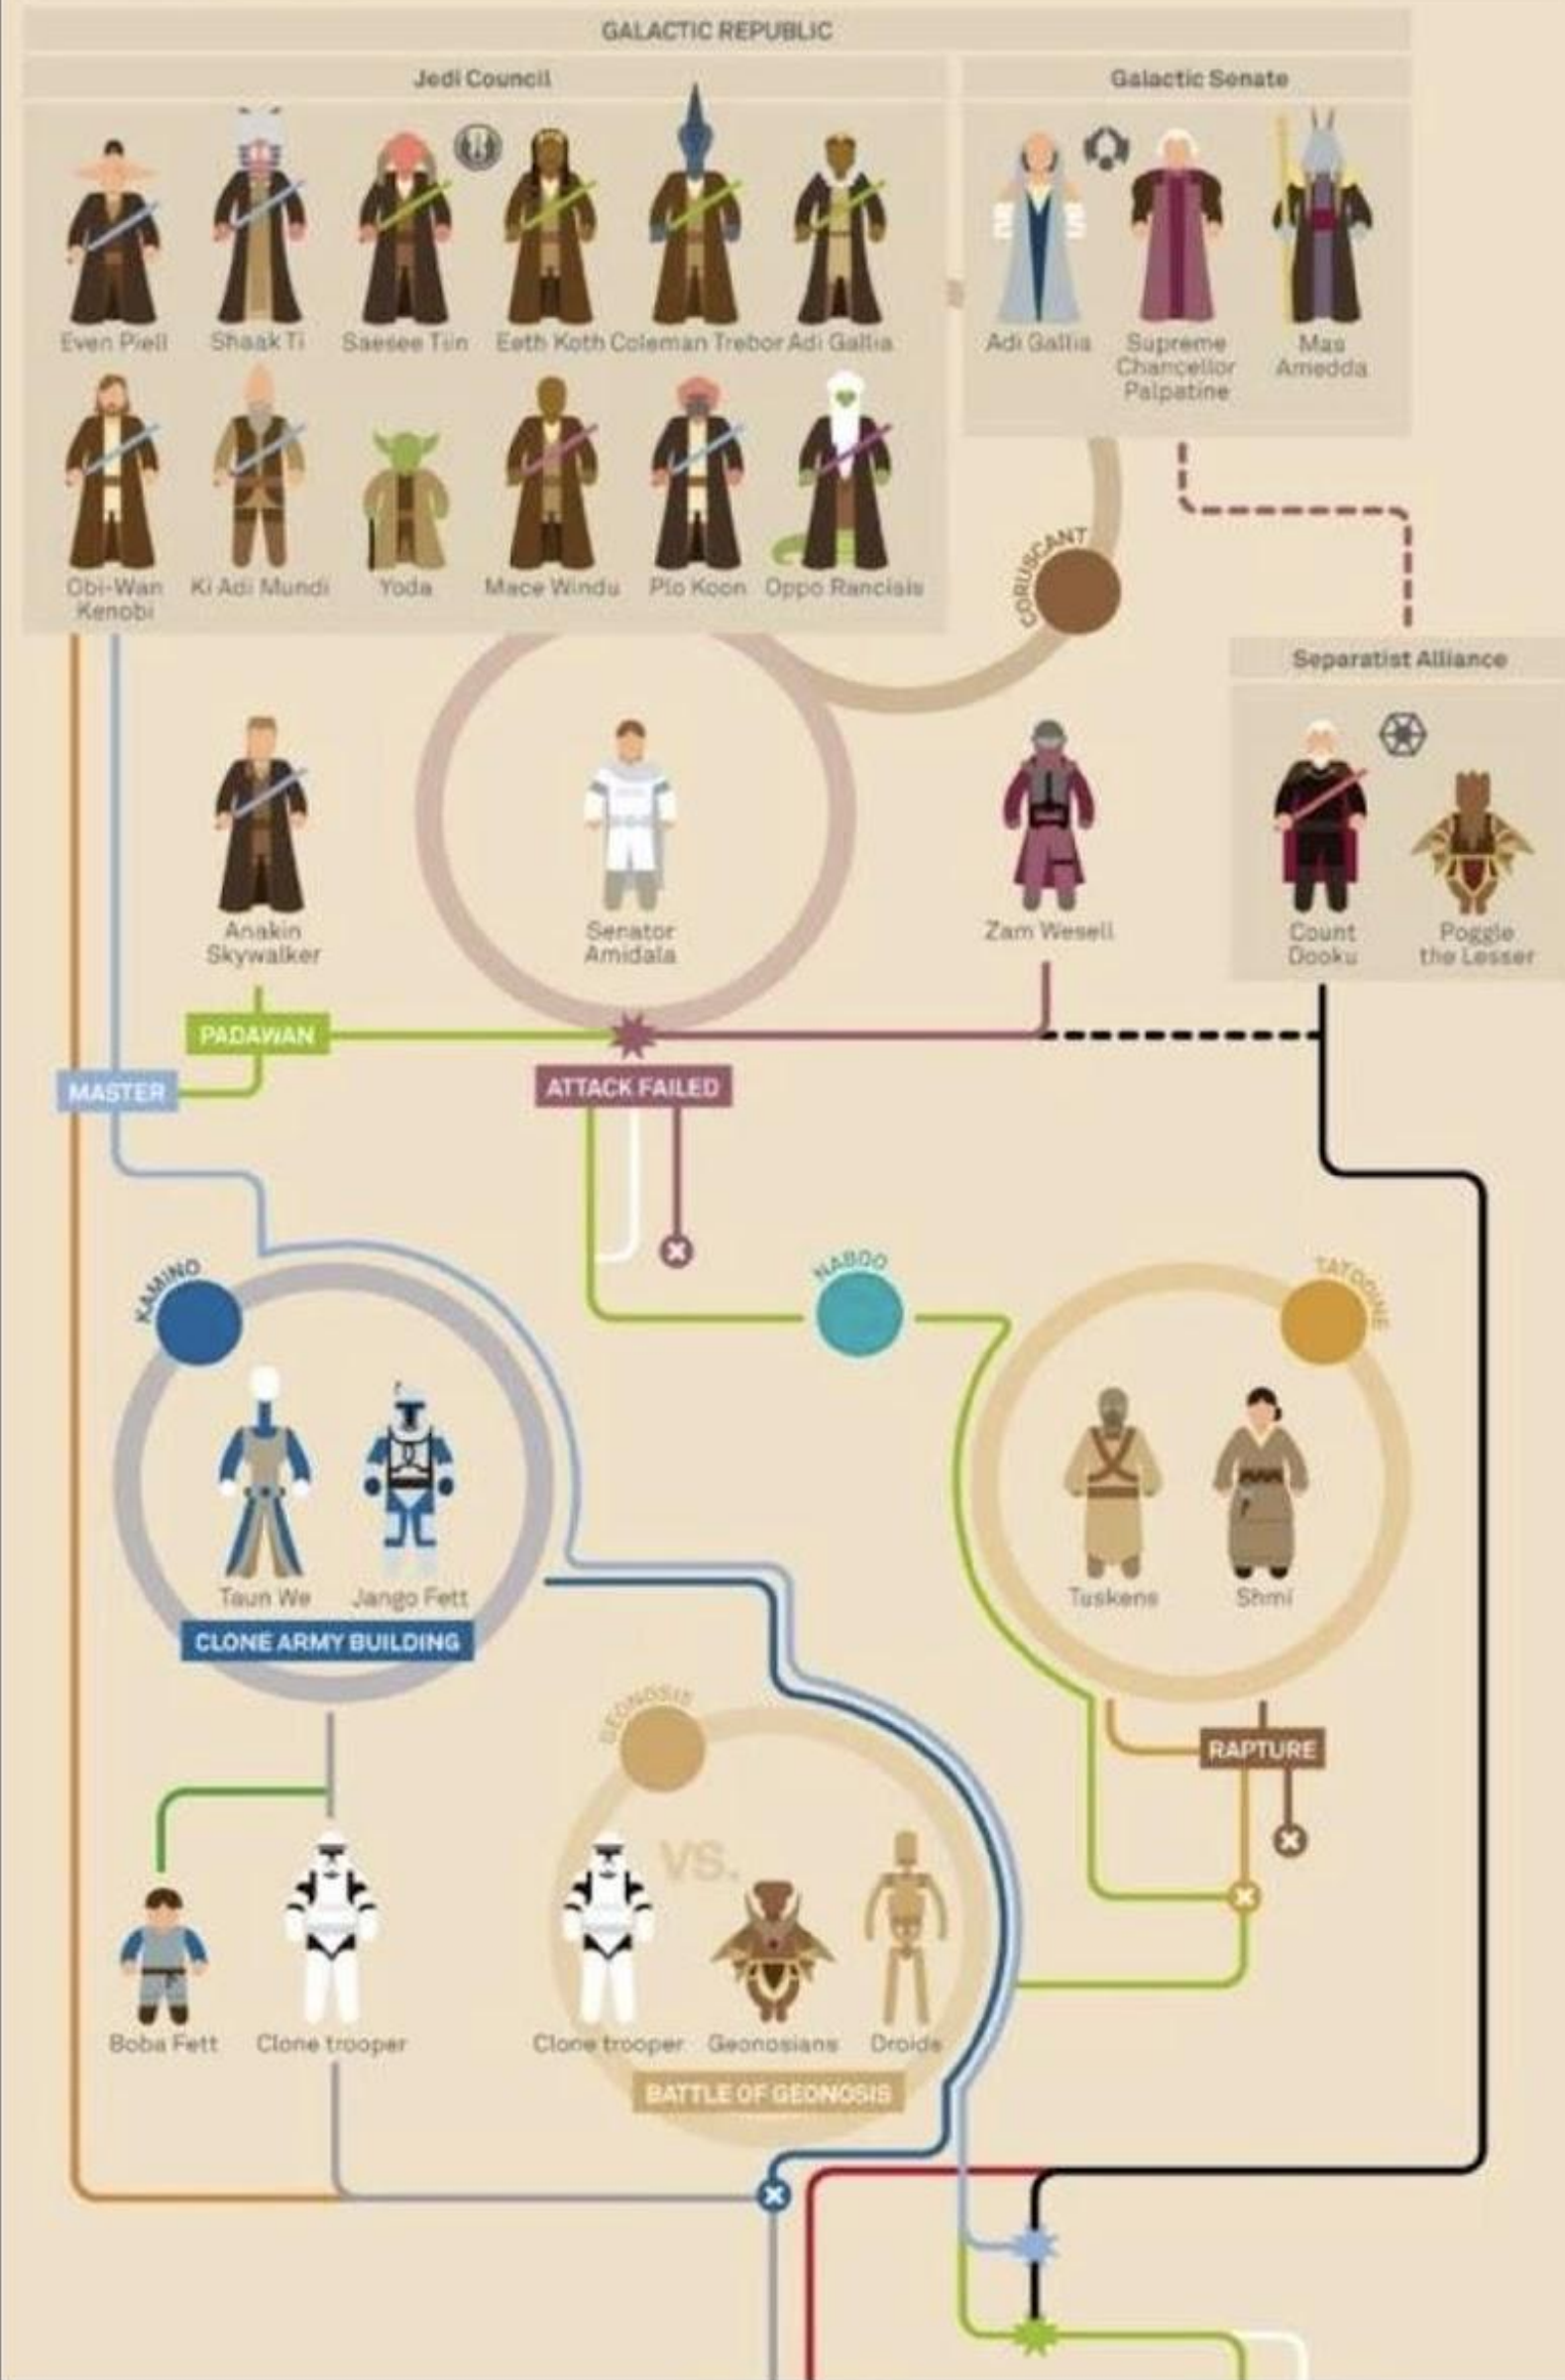 GALACTIC REPUBLIC
Jedi Council
Galactic Senate
Even Piell
Shaak Ti
Saesee Tiin
Eeth Koth
Coleman Trebor
Adi Gallia
Adi Gallia
Supreme
Chancellor
Palpatine
Mas
Amedda
Obi-Wan
Kenobi
Ki Adi Mundi
Yoda
Mace Windu
Plo Koon
Oppo Rancisis
CORUSCANT
Separatist Alliance
Anakin
Skywalker
Senator
Amidala
Zam Wesell
Count
Dooku
Poggle
the Lesser
PADAWAN
MASTER
ATTACK FAILED
KAMINO
NABOO
TATOOINE
Taun We
Jango Fett
Tuskens
Shmi
CLONE ARMY BUILDING
GEONOSIS
RAPTURE
VS.
Boba Fett
Clone trooper
Clone trooper
Geonosians
Droids
BATTLE OF GEONOSIS